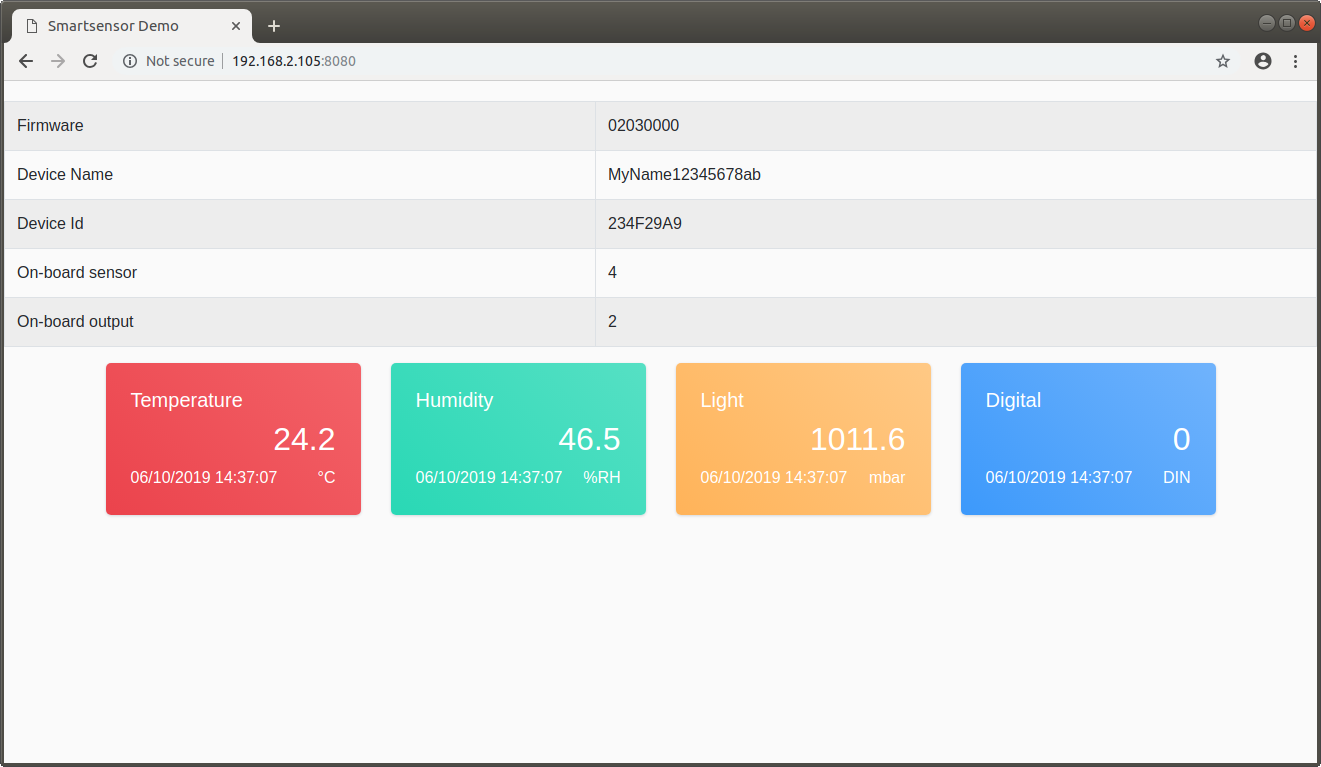 Smartsensor Demo
Not secure 192.168.2.105:8080
Firmware 02030000
Device Name MyName12345678ab
Device Id 234F29A9
On-board sensor 4
On-board output 2
Temperature
24.2
06/10/2019 14:37:07 °C
Humidity
46.5
06/10/2019 14:37:07 %RH
Light
1011.6
06/10/2019 14:37:07 mbar
Digital
0
06/10/2019 14:37:07 DIN